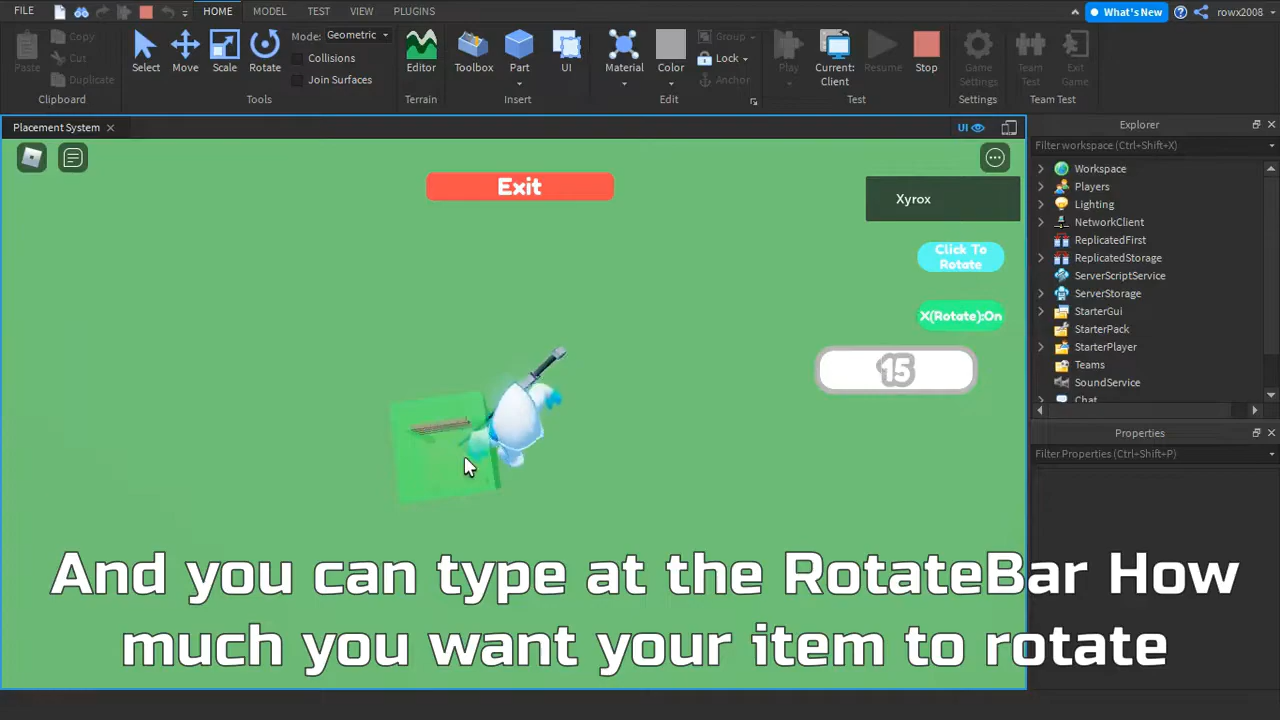 FILE
HOME
MODEL
TEST
VIEW
PLUGINS
What's New
rowx2008
Paste
Copy
Cut
Duplicate
Clipboard
Select
Move
Scale
Rotate
Mode: Geometric
Collisions
Join Surfaces
Tools
Editor
Terrain
Toolbox
Part
UI
Insert
Material
Color
Group
Lock
Anchor
Edit
Play
Current:
Client
Resume
Stop
Test
Game
Settings
Settings
Team
Test
Exit
Game
Team Test
Placement System
UI
Exit
Xyrox
Click To
Rotate
X(Rotate):On
15
And you can type at the RotateBar How
much you want your item to rotate
Explorer
Filter workspace (Ctrl+Shift+X)
Workspace
Players
Lighting
NetworkClient
ReplicatedFirst
ReplicatedStorage
ServerScriptService
ServerStorage
StarterGui
StarterPack
StarterPlayer
Teams
SoundService
Chat
Properties
Filter Properties (Ctrl+Shift+P)